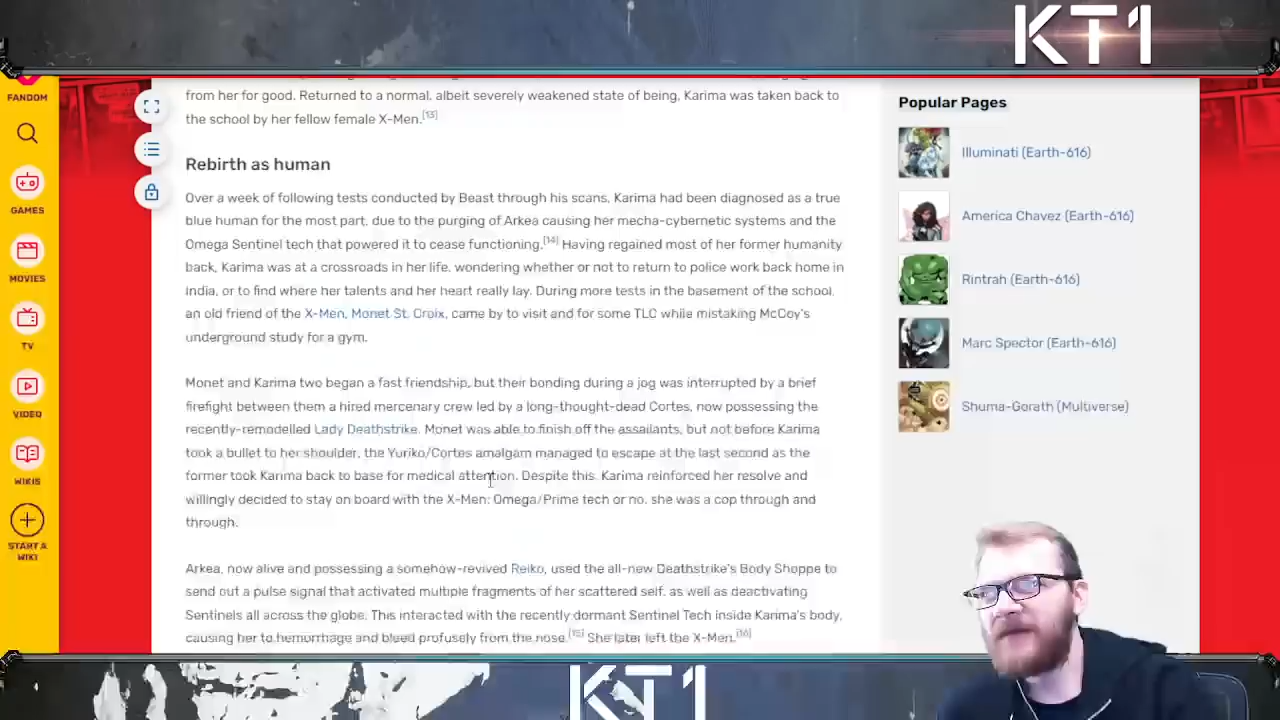 KT1
FANDOM
GAMES
MOVIES
TV
VIDEO
WIKIS
START A
WIKI
from her for good. Returned to a normal, albeit severely weakened state of being, Karima was taken back to
the school by her fellow female X-Men.[13]
Rebirth as human
Over a week of following tests conducted by Beast through his scans, Karima had been diagnosed as a true
blue human for the most part, due to the purging of Arkea causing her mecha-cybernetic systems and the
Omega Sentinel tech that powered it to cease functioning.[14] Having regained most of her former humanity
back, Karima was at a crossroads in her life, wondering whether or not to return to police work back home in
India, or to find where her talents and her heart really lay. During more tests in the basement of the school,
an old friend of the X-Men, Monet St. Croix, came by to visit and for some TLC while mistaking McCoy's
underground study for a gym.
Monet and Karima two began a fast friendship, but their bonding during a jog was interrupted by a brief
firefight between them a hired mercenary crew led by a long-thought-dead Cortes, now possessing the
recently-remodelled Lady Deathstrike. Monet was able to finish off the assailants, but not before Karima
took a bullet to her shoulder, the Yuriko/Cortes amalgam managed to escape at the last second as the
former took Karima back to base for medical attention. Despite this, Karima reinforced her resolve and
willingly decided to stay on board with the X-Men: Omega/Prime tech or no, she was a cop through and
through.
Arkea, now alive and possessing a somehow-revived Reiko, used the all-new Deathstrike's Body Shoppe to
send out a pulse signal that activated multiple fragments of her scattered self, as well as deactivating
Sentinels all across the globe. This interacted with the recently dormant Sentinel Tech inside Karima's body,
causing her to hemorrhage and bleed profusely from the nose.[15] She later left the X-Men.[16]
Popular Pages
Illuminati (Earth-616)
America Chavez (Earth-616)
Rintrah (Earth-616)
Marc Spector (Earth-616)
Shuma-Gorath (Multiverse)
KT1